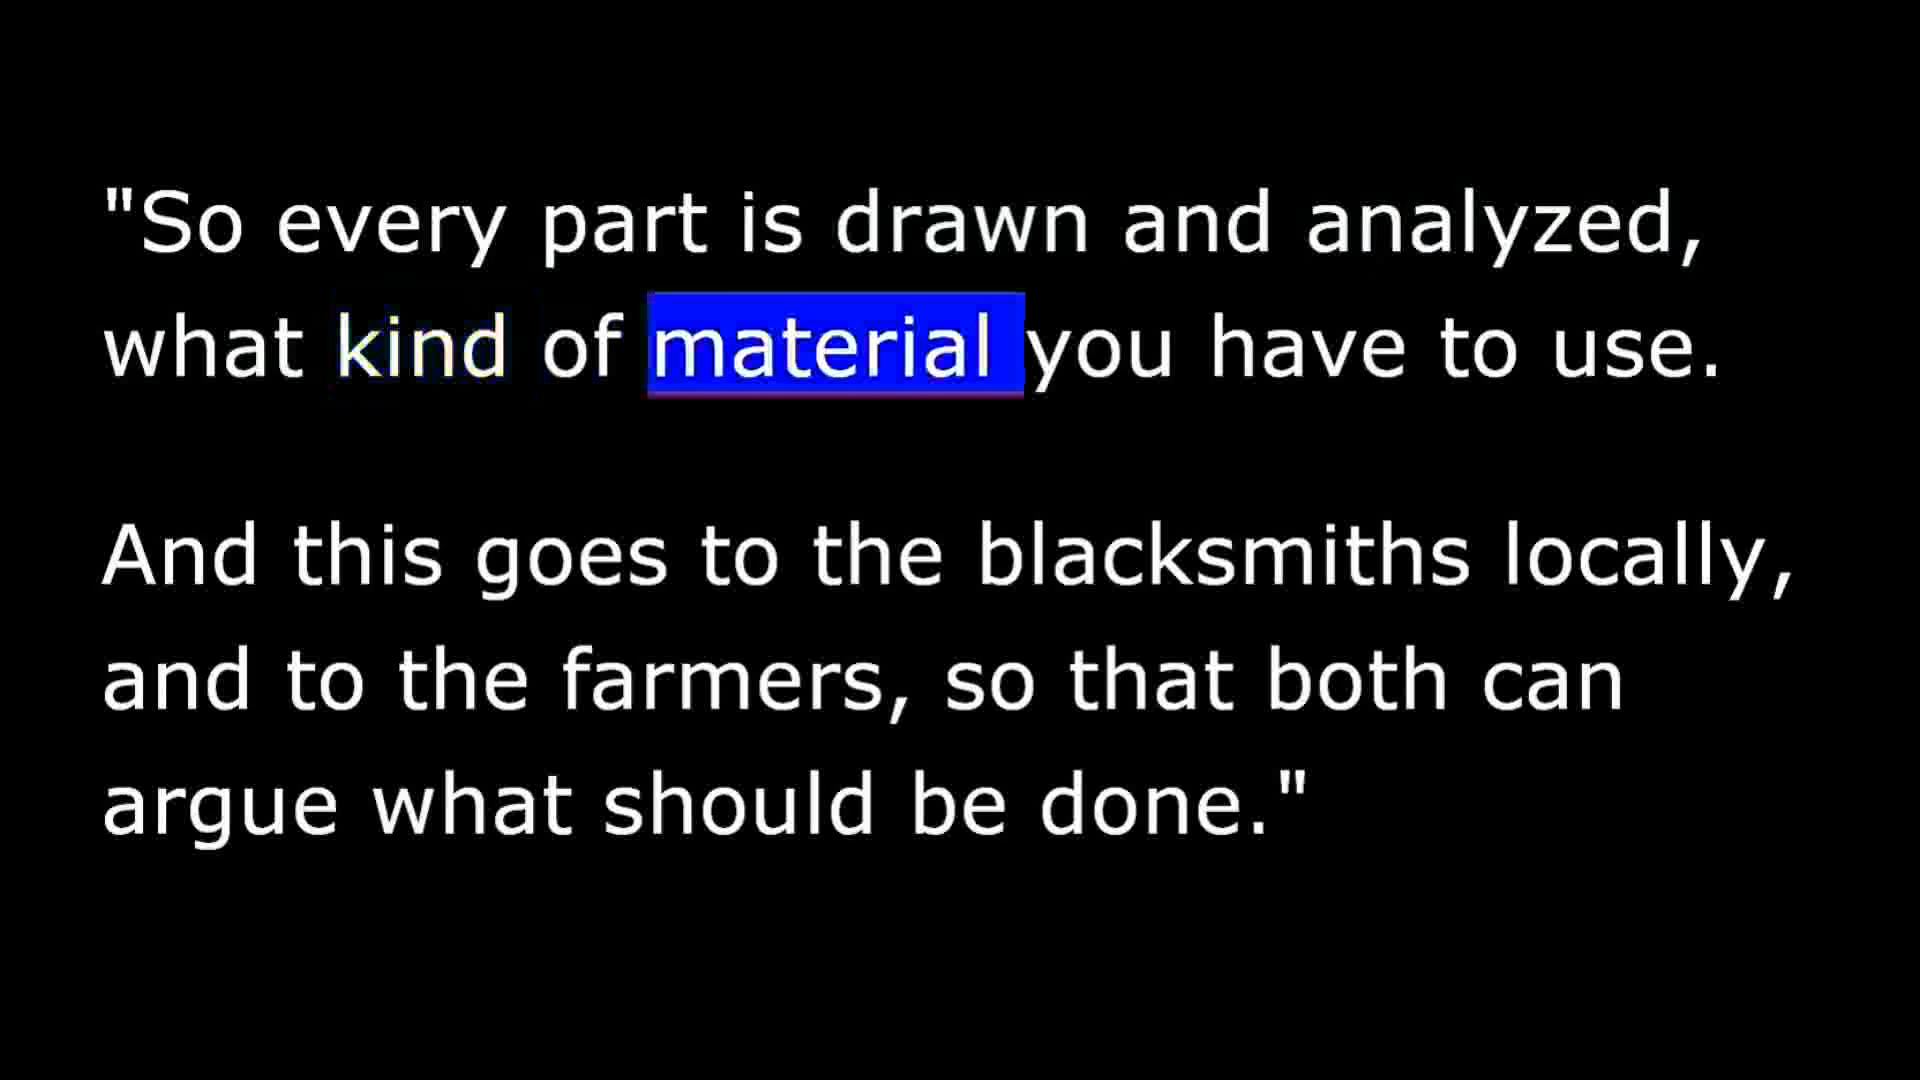 "So every part is drawn and analyzed,
what kind of material you have to use.
And this goes to the blacksmiths locally,
and to the farmers, so that both can
argue what should be done."